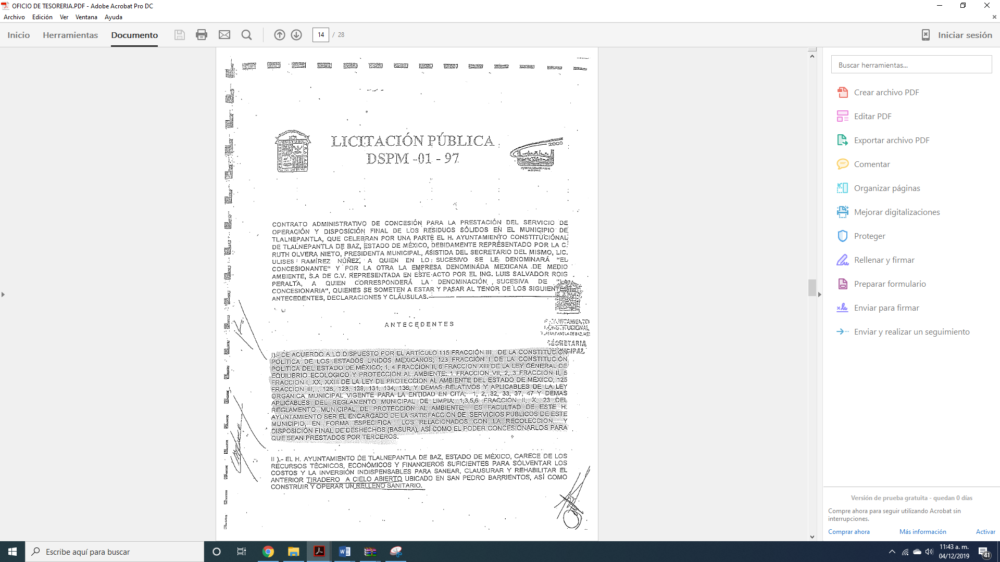 OFICIO DE TESORERIA.PDF - Adobe Acrobat Pro DC
Archivo Edición Ver Ventana Ayuda
Inicio Herramientas Documento 14 / 28 Iniciar sesión
LICITACIÓN PÚBLICA
DSPM -01 - 97
2000
CONTRATO ADMINISTRATIVO DE CONCESIÓN PARA LA PRESTACIÓN DEL SERVICIO DE
OPERACIÓN Y DISPOSICIÓN FINAL DE LOS RESIDUOS SÓLIDOS EN EL MUNICIPIO DE
TLALNEPANTLA, QUE CELEBRAN POR UNA PARTE EL H. AYUNTAMIENTO CONSTITUCIÓNAL
DE TLALNEPANTLA DE BAZ, ESTADO DE MÉXICO, DEBIDAMENTE REPRESENTADO POR LA C.
RUTH OLVERA NIETO, PRESIDENTA MUNICIPAL, ASISTIDA DEL SECRETARIO DEL MISMO, LIC.
ULISES RAMÍREZ NÚÑEZ, A QUIEN EN LO SUCESIVO SE LE DENOMINARÁ "EL
CONCESIONANTE" Y POR LA OTRA LA EMPRESA DENOMINADA MEXICANA DE MEDIO
AMBIENTE, S.A DE C.V. REPRESENTADA EN ESTE ACTO POR EL ING. LUIS SALVADOR ROIG
PERALTA, A QUIEN CORRESPONDERÁ LA DENOMINACIÓN SUCESIVA DE "LA
CONCESIONARIA", QUIENES SE SOMETEN A ESTAR Y PASAR AL TENOR DE LOS SIGUIENTES
ANTECEDENTES, DECLARACIONES Y CLÁUSULAS.
AYUNTAMIENTO
CONSTITUCIONAL
ANTECEDENTES
SECRETARIA
I).- DE ACUERDO A LO DISPUESTO POR EL ARTÍCULO 115 FRACCIÓN III DE LA CONSTITUCIÓN
POLÍTICA DE LOS ESTADOS UNIDOS MEXICANOS; 123 FRACCIÓN I DE LA CONSTITUCIÓN
POLÍTICA DEL ESTADO DE MÉXICO; 1, 4 FRACCION II, 6 FRACCION XIII DE LA LEY GENERAL DE
EQUILIBRIO ECOLOGICO Y PROTECCIÓN AL AMBIENTE; 1 FRACCION VII, 2, 3 FRACCION II, 5
FRACCION I, XX, XXIII DE LA LEY DE PROTECCION AL AMBIENTE DEL ESTADO DE MÉXICO; 125
FRACCION III, , 126, 128, 129, 131, 134, 136, Y DEMAS RELATIVOS Y APLICABLES DE LA LEY
ORGANICA MUNICIPAL VIGENTE PARA LA ENTIDAD EN CITA; 1, 2, 32, 33, 37, 47 Y DEMAS
APLICABLES DEL REGLAMENTO MUNICIPAL DE LIMPIA; 1,3,5,6 FRACCION II, X, 23 DEL
REGLAMENTO MUNICIPAL DE PROTECCIÓN AL AMBIENTE; ES FACULTAD DE ESTE H.
AYUNTAMIENTO SER EL ENCARGADO DE LA SATISFACCION DE SERVICIOS PUBLICOS DE ESTE
MUNICIPIO, EN FORMA ESPECIFICA LOS RELACIONADOS CON LA RECOLECCION Y
DISPOSICIÓN FINAL DE DESHECHOS (BASURA), ASÍ COMO EL PODER CONCESIONARLOS PARA
QUE SEAN PRESTADOS POR TERCEROS.
II ).- EL H. AYUNTAMIENTO DE TLALNEPANTLA DE BAZ, ESTADO DE MÉXICO, CARECE DE LOS
RECURSOS TÉCNICOS, ECONÓMICOS Y FINANCIEROS SUFICIENTES PARA SOLVENTAR LOS
COSTOS Y LA INVERSIÓN INDISPENSABLES PARA SANEAR, CLAUSURAR Y REHABILITAR EL
ANTERIOR TIRADERO A CIELO ABIERTO UBICADO EN SAN PEDRO BARRIENTOS, ASÍ COMO
CONSTRUIR Y OPERAR UN RELLENO SANITARIO.
Buscar herramientas...
Crear archivo PDF
Editar PDF
Exportar archivo PDF
Comentar
Organizar páginas
Mejorar digitalizaciones
Proteger
Rellenar y firmar
Preparar formulario
Enviar para firmar
Enviar y realizar un seguimiento
Versión de prueba gratuita - quedan 0 días
Compre ahora para seguir utilizando Acrobat sin
interrupciones.
Comprar ahora Más información Activar
Escribe aquí para buscar
11:43 a. m.
04/12/2019
41